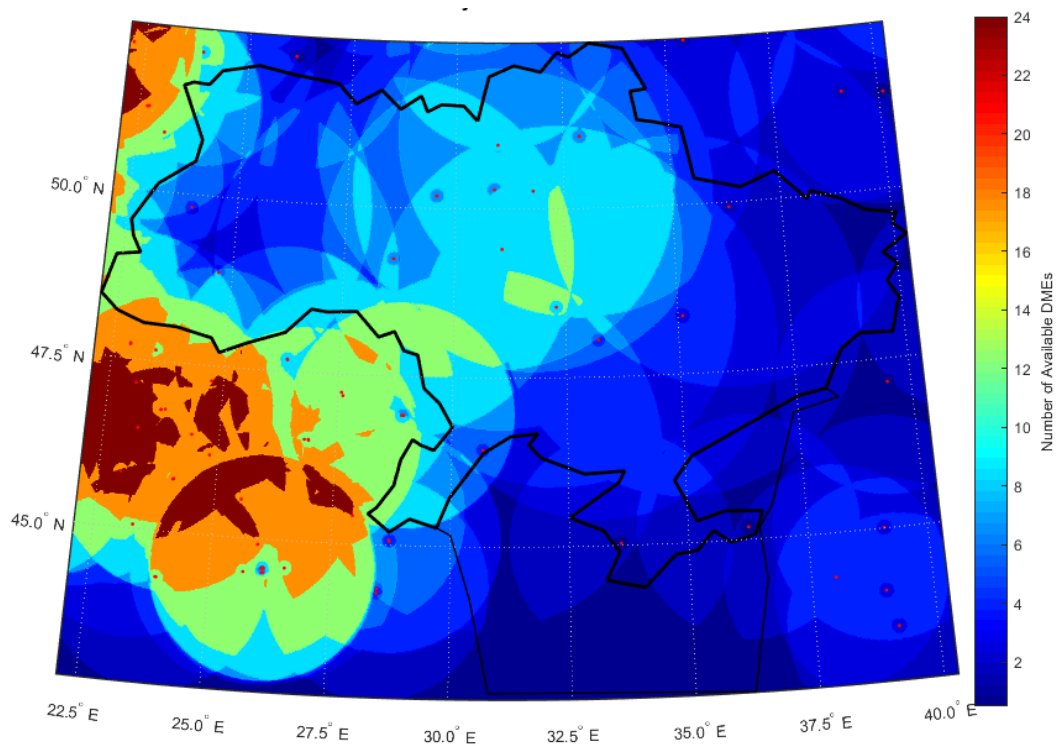 24
22
20
18
16
14
12
10
8
6
4
2
Number of Available DMEs
50.0° N
47.5° N
45.0° N
22.5° E
25.0° E
27.5° E
30.0° E
32.5° E
35.0° E
37.5° E
40.0° E